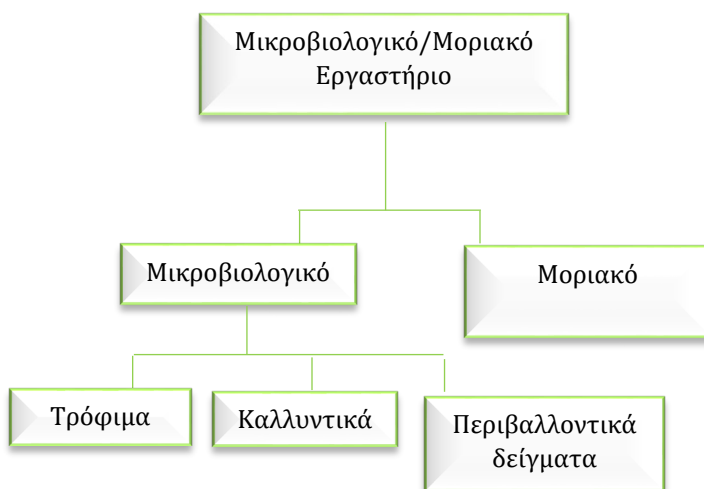 Μικροβιολογικό/Μοριακό
Εργαστήριο
Μικροβιολογικό
Μοριακό
Τρόφιμα
Καλλυντικά
Περιβαλλοντικά
δείγματα